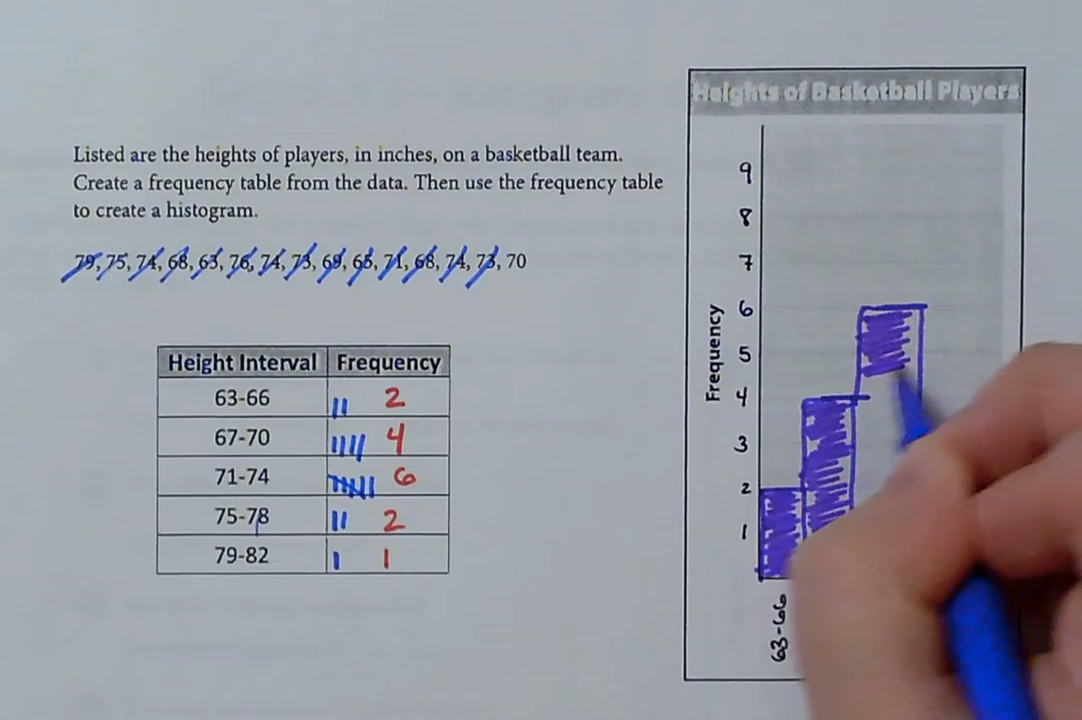 Listed are the heights of players, in inches, on a basketball team.
Create a frequency table from the data. Then use the frequency table
to create a histogram.
79, 75, 74, 68, 63, 76, 74, 73, 69, 65, 71, 68, 74, 73, 70
Height Interval Frequency
63-66 2
67-70 4
71-74 6
75-78 2
79-82 1
Heights of Basketball Players
Frequency
9
8
7
6
5
4
3
2
1
63-66